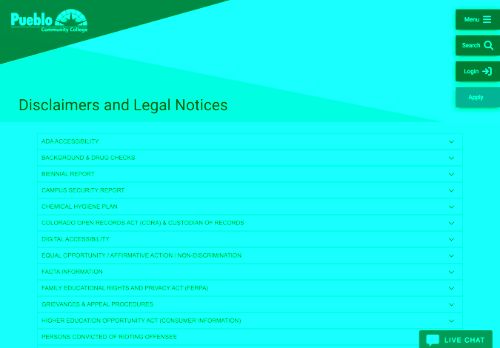 Pueblo
Community College
Menu
Search
Login
Apply
Disclaimers and Legal Notices
ADA ACCESSIBILITY
BACKGROUND & DRUG CHECKS
BIENNIAL REPORT
CAMPUS SECURITY REPORT
CHEMICAL HYGIENE PLAN
COLORADO OPEN RECORDS ACT (CORA) & CUSTODIAN OF RECORDS
DIGITAL ACCESSIBILITY
EQUAL OPPORTUNITY / AFFIRMATIVE ACTION / NON-DISCRIMINATION
FACTA INFORMATION
FAMILY EDUCATIONAL RIGHTS AND PRIVACY ACT (FERPA)
GRIEVANCES & APPEAL PROCEDURES
HIGHER EDUCATION OPPORTUNITY ACT (CONSUMER INFORMATION)
PERSONS CONVICTED OF RIOTING OFFENSES
LIVE CHAT